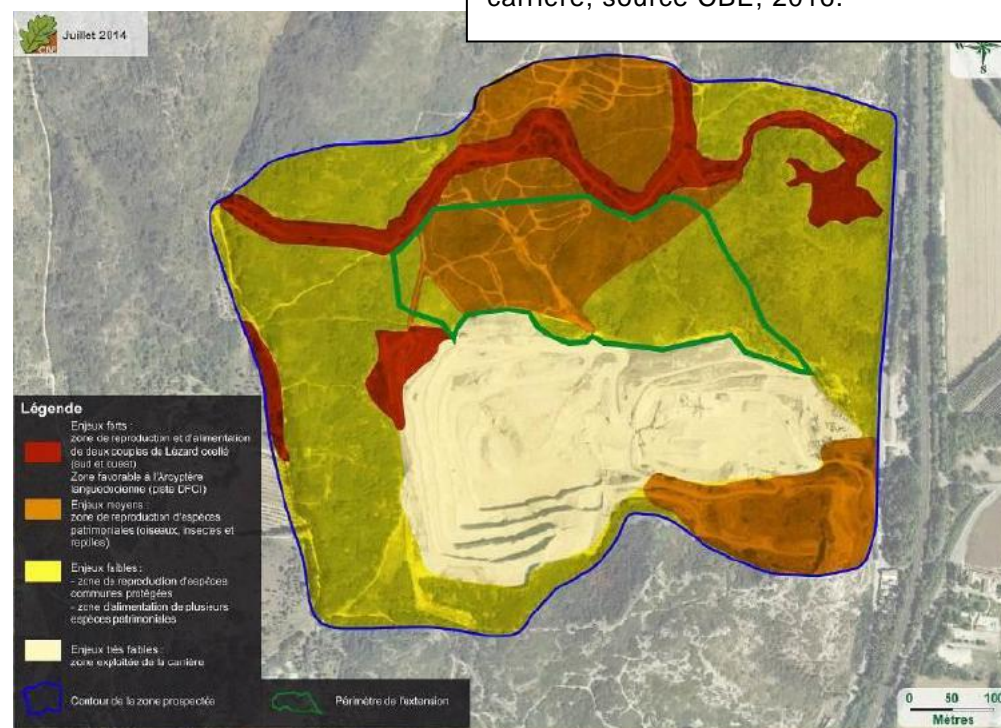 carrière, source CBE, 2016.
Juillet 2014
S
Légende
Enjeux forts :
zone de reproduction et d'alimentation
de deux couples de Lézard ocellé
(sud et ouest)
Zone favorable à l'Arcyptère
languedocienne (piste DFCI)
Enjeux moyens :
zone de reproduction d'espèces
patrimoniales (oiseaux, insectes et
reptiles)
Enjeux faibles :
- zone de reproduction d'espèces
communes protégées
- zone d'alimentation de plusieurs
espèces patrimoniales
Enjeux très faibles :
zone exploitée de la carrière
Contour de la zone prospectée
Périmètre de l'extension
0 50 100
Mètres